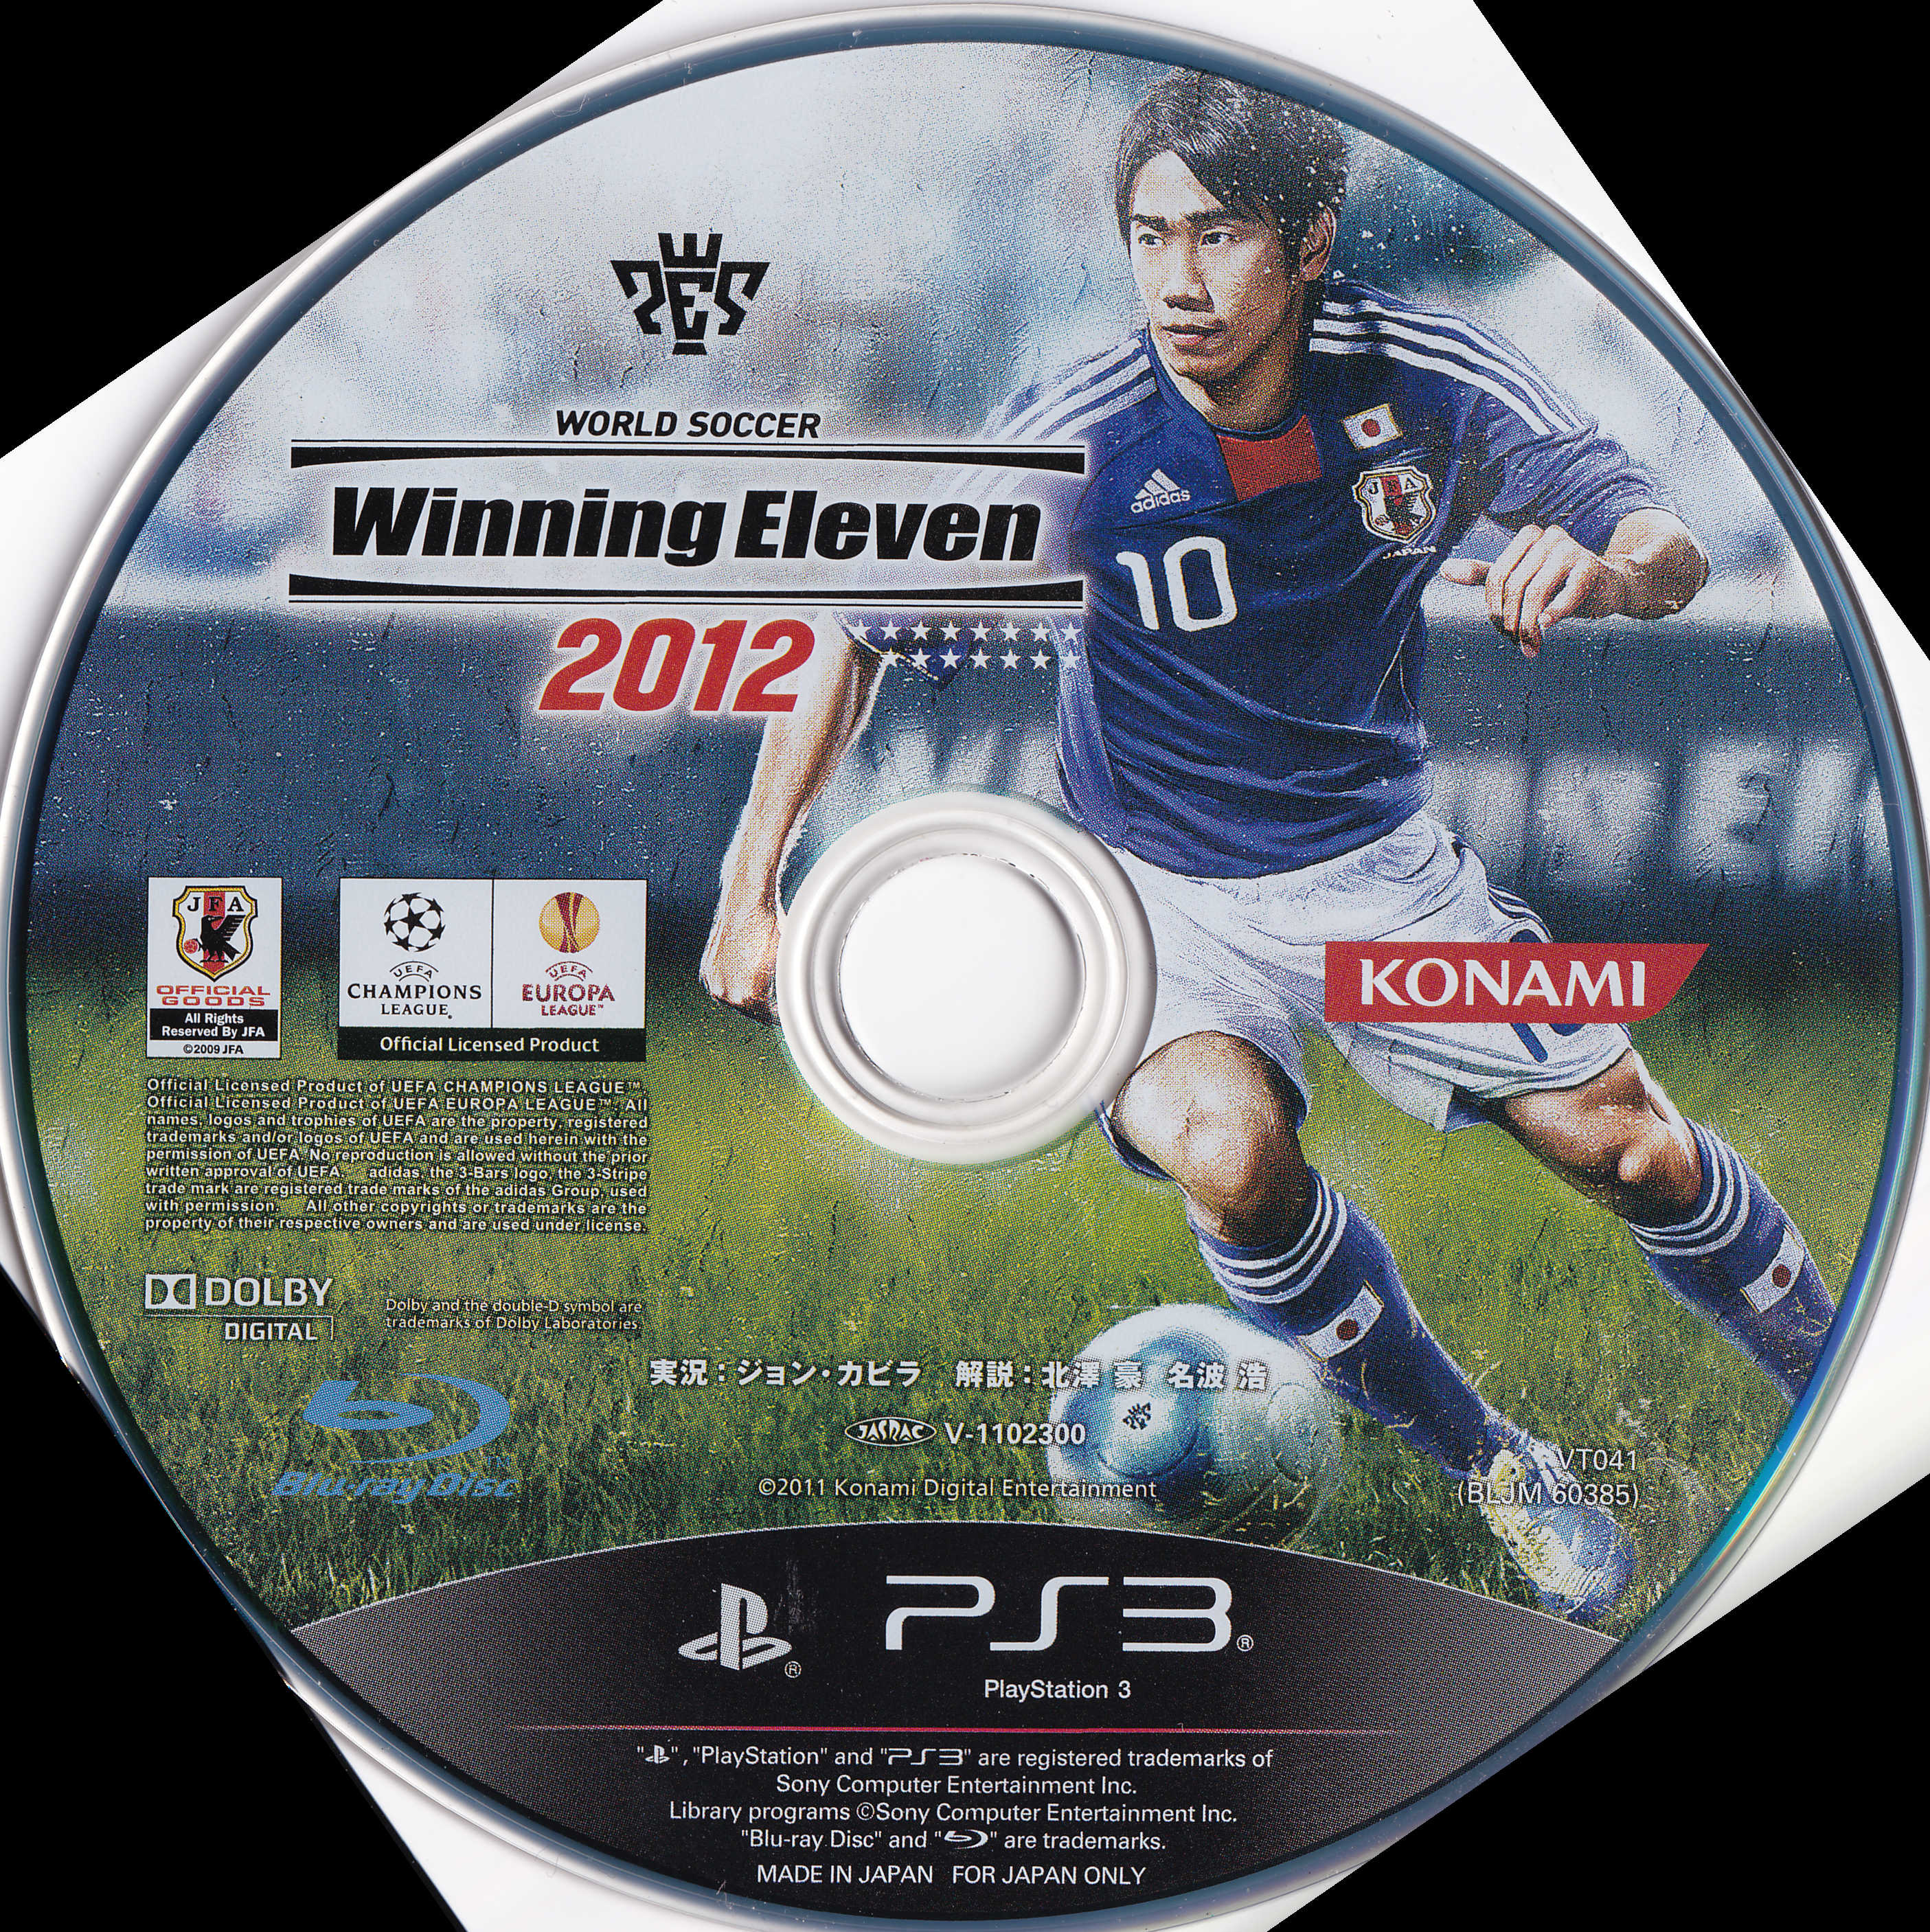 WPES
WORLD SOCCER
Winning Eleven
2012
adidas
JFA
JAPAN
10
JFA
OFFICIAL
GOODS
All Rights
Reserved By JFA
©2009 JFA
UEFA
CHAMPIONS
LEAGUE®
UEFA
EUROPA
LEAGUE™
Official Licensed Product
KONAMI
10
Official Licensed Product of UEFA CHAMPIONS LEAGUE™.
Official Licensed Product of UEFA EUROPA LEAGUE™. All
names, logos and trophies of UEFA are the property, registered
trademarks and/or logos of UEFA and are used herein with the
permission of UEFA. No reproduction is allowed without the prior
written approval of UEFA. adidas, the 3-Bars logo, the 3-Stripe
trade mark are registered trade marks of the adidas Group, used
with permission. All other copyrights or trademarks are the
property of their respective owners and are used under license.
DOLBY
DIGITAL
Dolby and the double-D symbol are
trademarks of Dolby Laboratories.
実況：ジョン・カビラ 解説：北澤 豪 名波 浩
JASRAC V-1102300
©2011 Konami Digital Entertainment
Blu-ray Disc™
VT041
(BLJM 60385)
PS3®
PlayStation 3
"PS", "PlayStation" and "PS3" are registered trademarks of
Sony Computer Entertainment Inc.
Library programs ©Sony Computer Entertainment Inc.
"Blu-ray Disc" and "" are trademarks.
MADE IN JAPAN FOR JAPAN ONLY